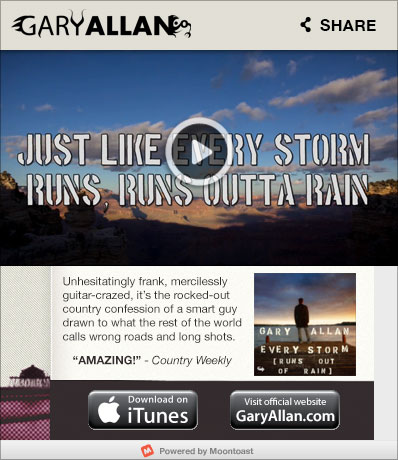 GARYALLAN
SHARE
JUST LIKE EVERY STORM
RUNS, RUNS OUTTA RAIN
Unhesitatingly frank, mercilessly
guitar-crazed, it's the rocked-out
country confession of a smart guy
drawn to what the rest of the world
calls wrong roads and long shots.
“AMAZING!” - Country Weekly
GARY ALLAN
EVERY STORM
[RUNS OUT
OF RAIN]
Download on
iTunes
Visit official website
GaryAllan.com
M Powered by Moontoast